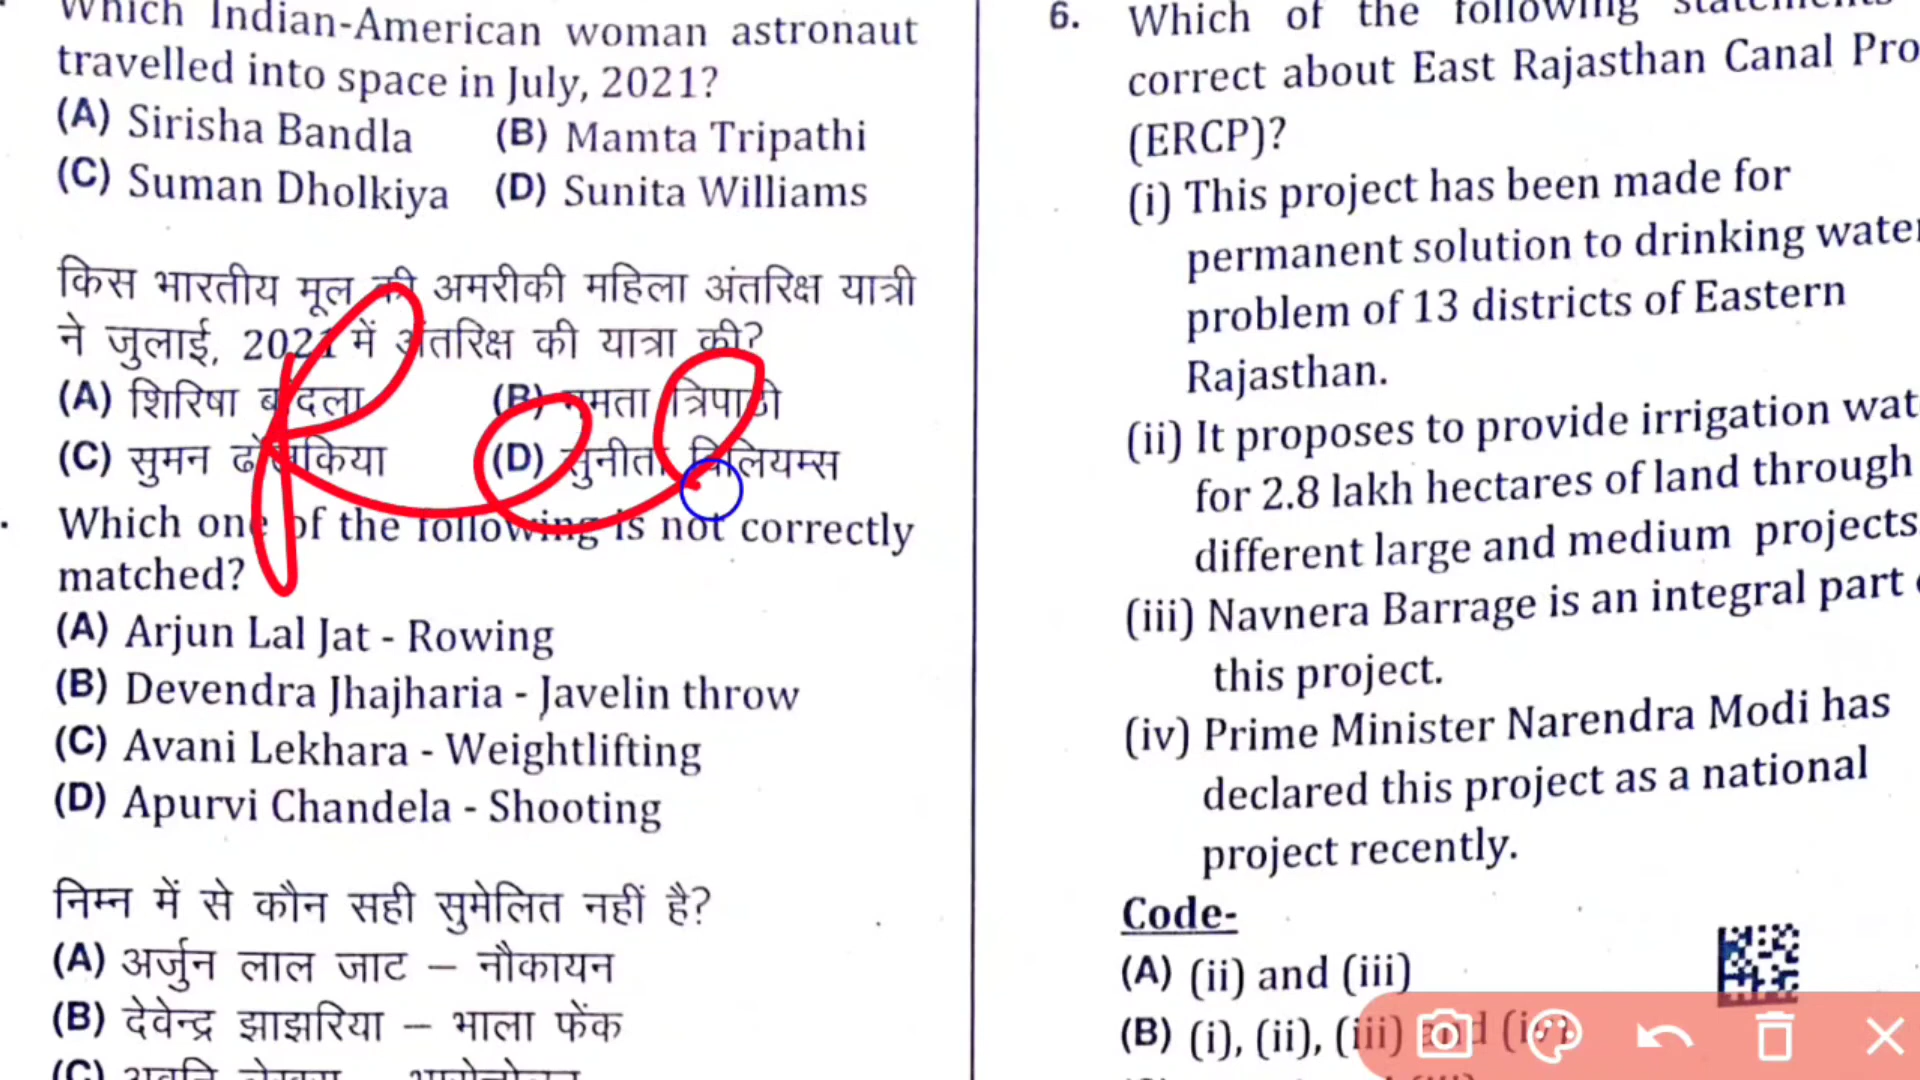 Which Indian-American woman astronaut
travelled into space in July, 2021?
(A) Sirisha Bandla (B) Mamta Tripathi
(C) Suman Dholkiya (D) Sunita Williams
किस भारतीय मूल की अमरीकी महिला अंतरिक्ष यात्री
ने जुलाई, 2021 में अंतरिक्ष की यात्रा की?
(A) शिरिषा बांदला (B) ममता त्रिपाठी
(C) सुमन ढोलकिया (D) सुनीता विलियम्स
Which one of the following is not correctly
matched?
(A) Arjun Lal Jat - Rowing
(B) Devendra Jhajharia - Javelin throw
(C) Avani Lekhara - Weightlifting
(D) Apurvi Chandela - Shooting
निम्न में से कौन सही सुमेलित नहीं है?
(A) अर्जुन लाल जाट – नौकायन
(B) देवेन्द्र झाझरिया – भाला फेंक
(C)
6. Which of the following statements
correct about East Rajasthan Canal Pro
(ERCP)?
(i) This project has been made for
permanent solution to drinking water
problem of 13 districts of Eastern
Rajasthan.
(ii) It proposes to provide irrigation wat
for 2.8 lakh hectares of land through
different large and medium projects
(iii) Navnera Barrage is an integral part
this project.
(iv) Prime Minister Narendra Modi has
declared this project as a national
project recently.
Code-
(A) (ii) and (iii)
(B) (i), (ii), (iii) and (iv)